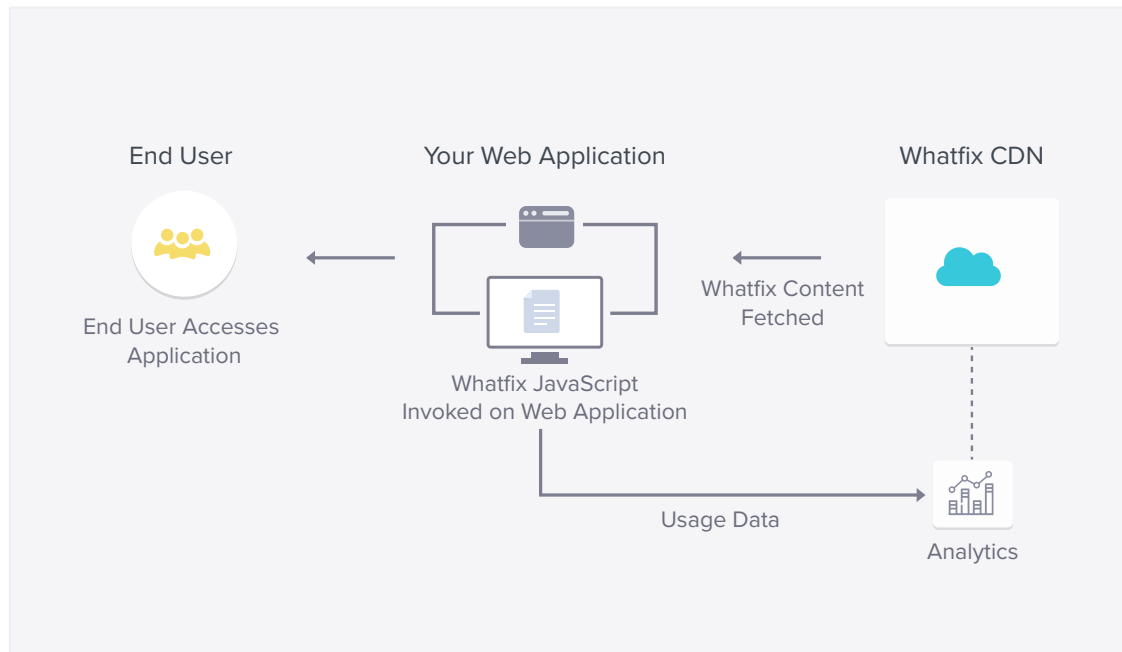 End User
Your Web Application
Whatfix CDN
End User Accesses
Application
Whatfix JavaScript
Invoked on Web Application
Whatfix Content
Fetched
Usage Data
Analytics